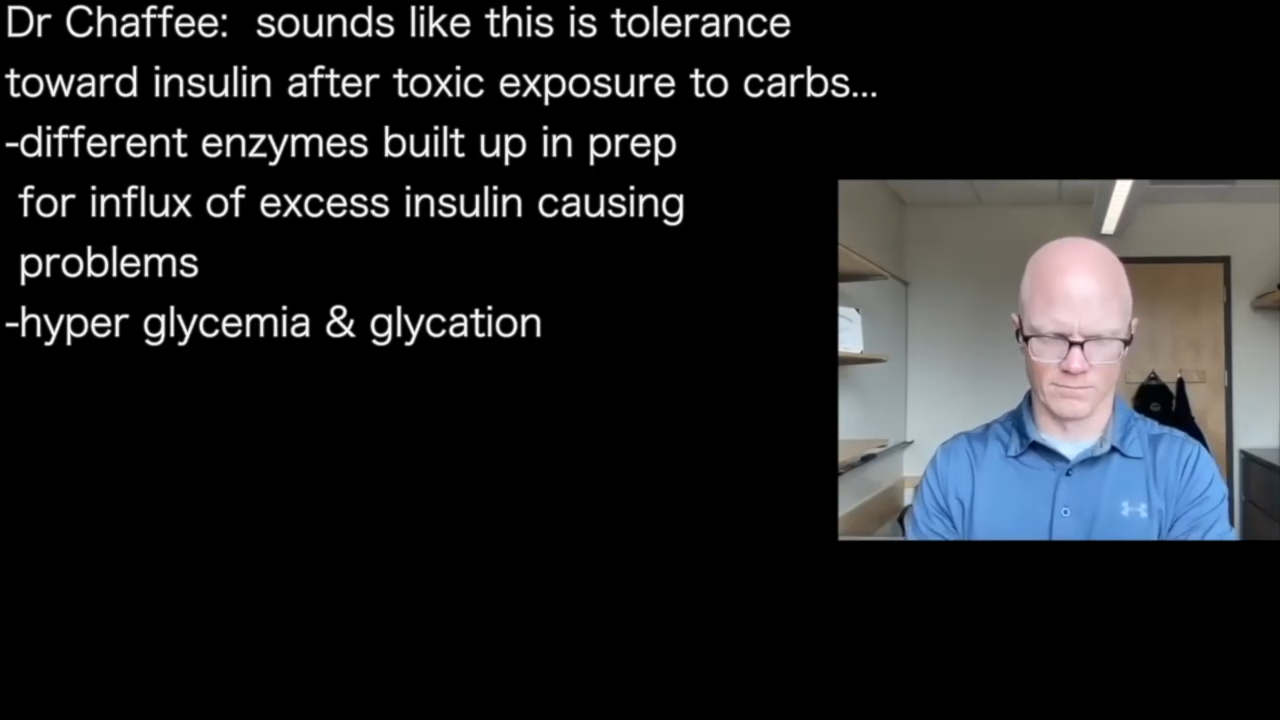 Dr Chaffee:  sounds like this is tolerance
toward insulin after toxic exposure to carbs...
-different enzymes built up in prep
for influx of excess insulin causing
problems
-hyper glycemia & glycation